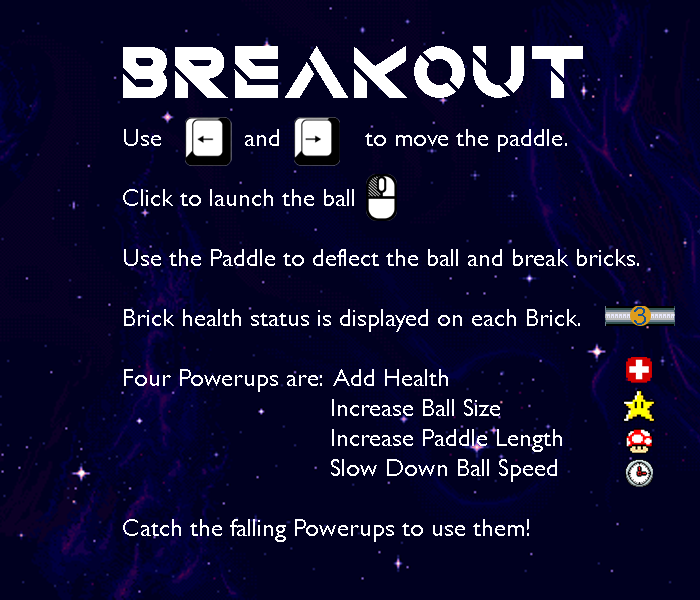 BREAKOUT
Use ← and → to move the paddle.
Click to launch the ball
Use the Paddle to deflect the ball and break bricks.
Brick health status is displayed on each Brick. 3
Four Powerups are: Add Health
Increase Ball Size
Increase Paddle Length
Slow Down Ball Speed
Catch the falling Powerups to use them!